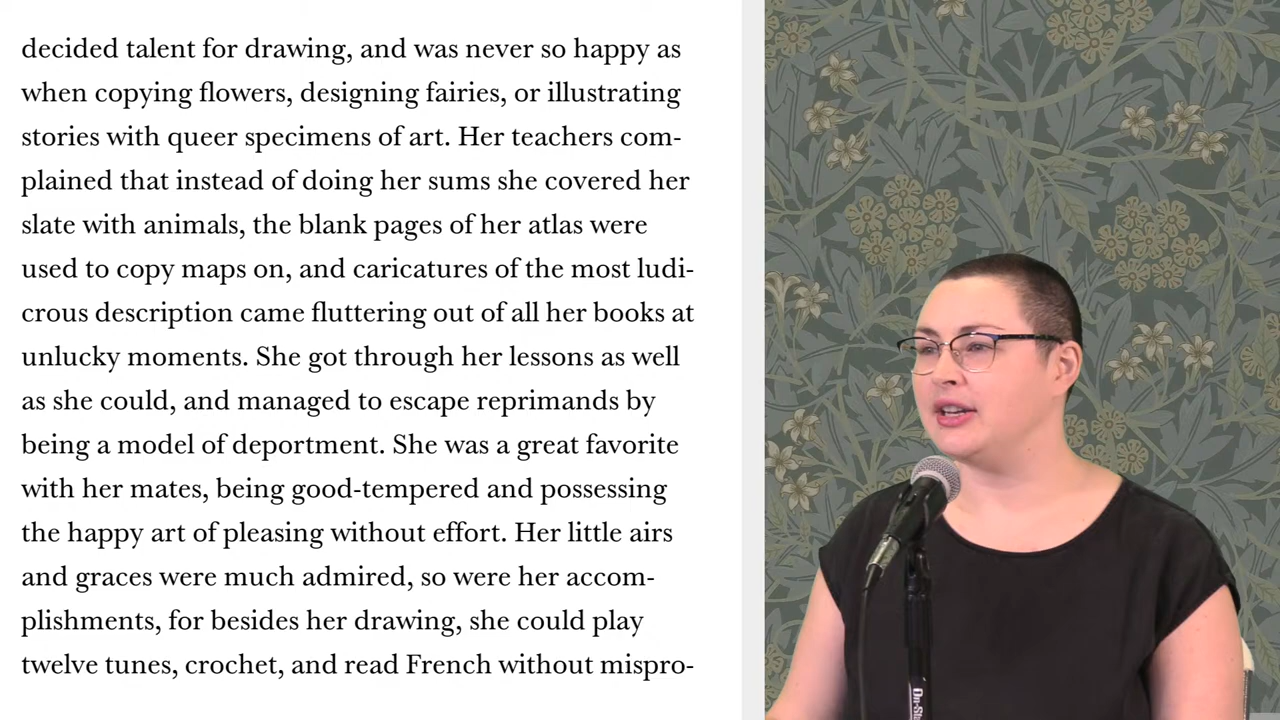 decided talent for drawing, and was never so happy as
when copying flowers, designing fairies, or illustrating
stories with queer specimens of art. Her teachers com-
plained that instead of doing her sums she covered her
slate with animals, the blank pages of her atlas were
used to copy maps on, and caricatures of the most ludi-
crous description came fluttering out of all her books at
unlucky moments. She got through her lessons as well
as she could, and managed to escape reprimands by
being a model of deportment. She was a great favorite
with her mates, being good-tempered and possessing
the happy art of pleasing without effort. Her little airs
and graces were much admired, so were her accom-
plishments, for besides her drawing, she could play
twelve tunes, crochet, and read French without mispro-